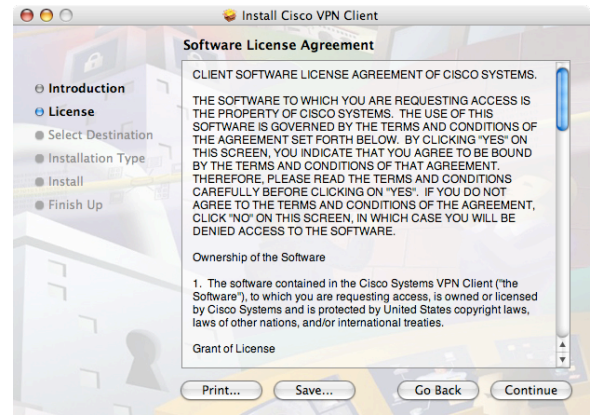 Install Cisco VPN Client
Software License Agreement
Introduction
License
Select Destination
Installation Type
Install
Finish Up
CLIENT SOFTWARE LICENSE AGREEMENT OF CISCO SYSTEMS.
THE SOFTWARE TO WHICH YOU ARE REQUESTING ACCESS IS
THE PROPERTY OF CISCO SYSTEMS. THE USE OF THIS
SOFTWARE IS GOVERNED BY THE TERMS AND CONDITIONS OF
THE AGREEMENT SET FORTH BELOW. BY CLICKING "YES" ON
THIS SCREEN, YOU INDICATE THAT YOU AGREE TO BE BOUND
BY THE TERMS AND CONDITIONS OF THAT AGREEMENT.
THEREFORE, PLEASE READ THE TERMS AND CONDITIONS
CAREFULLY BEFORE CLICKING ON "YES". IF YOU DO NOT
AGREE TO THE TERMS AND CONDITIONS OF THE AGREEMENT,
CLICK "NO" ON THIS SCREEN, IN WHICH CASE YOU WILL BE
DENIED ACCESS TO THE SOFTWARE.
Ownership of the Software
1. The software contained in the Cisco Systems VPN Client ("the
Software"), to which you are requesting access, is owned or licensed
by Cisco Systems and is protected by United States copyright laws,
laws of other nations, and/or international treaties.
Grant of License
Print...
Save...
Go Back
Continue